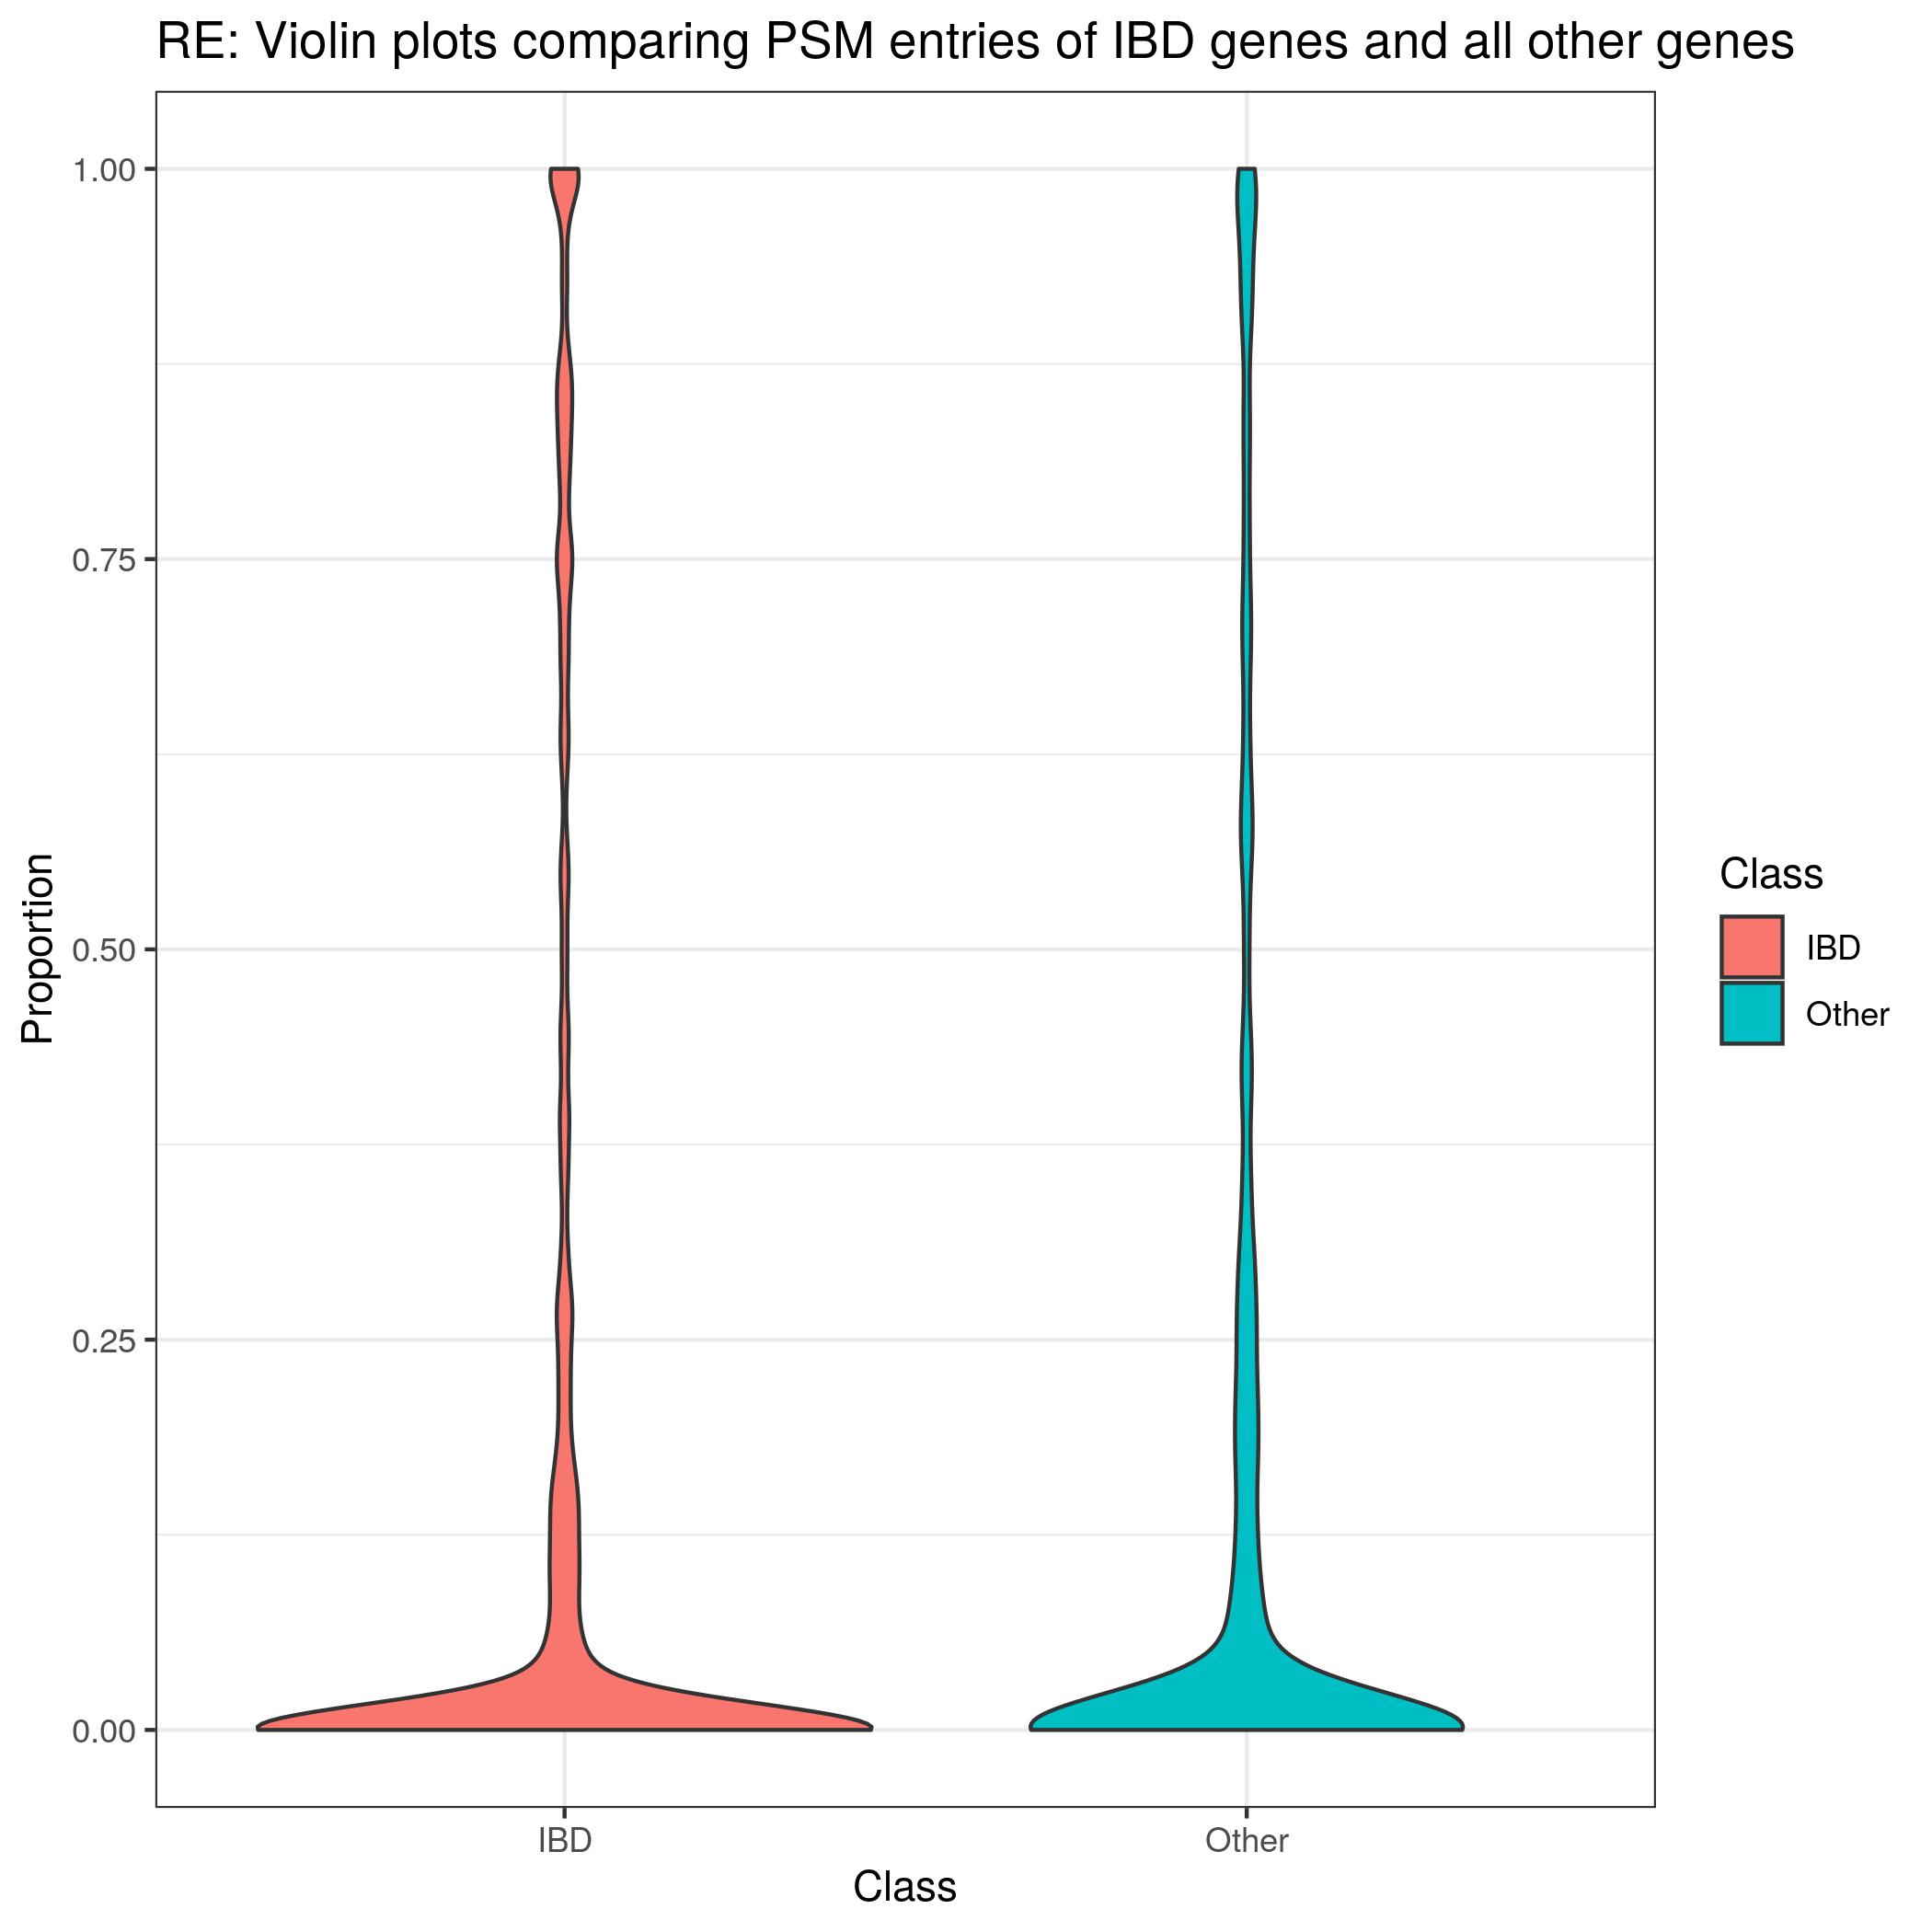 RE: Violin plots comparing PSM entries of IBD genes and all other genes
1.00
0.75
0.50
0.25
0.00
Proportion
IBD
Other
Class
Class
IBD
Other